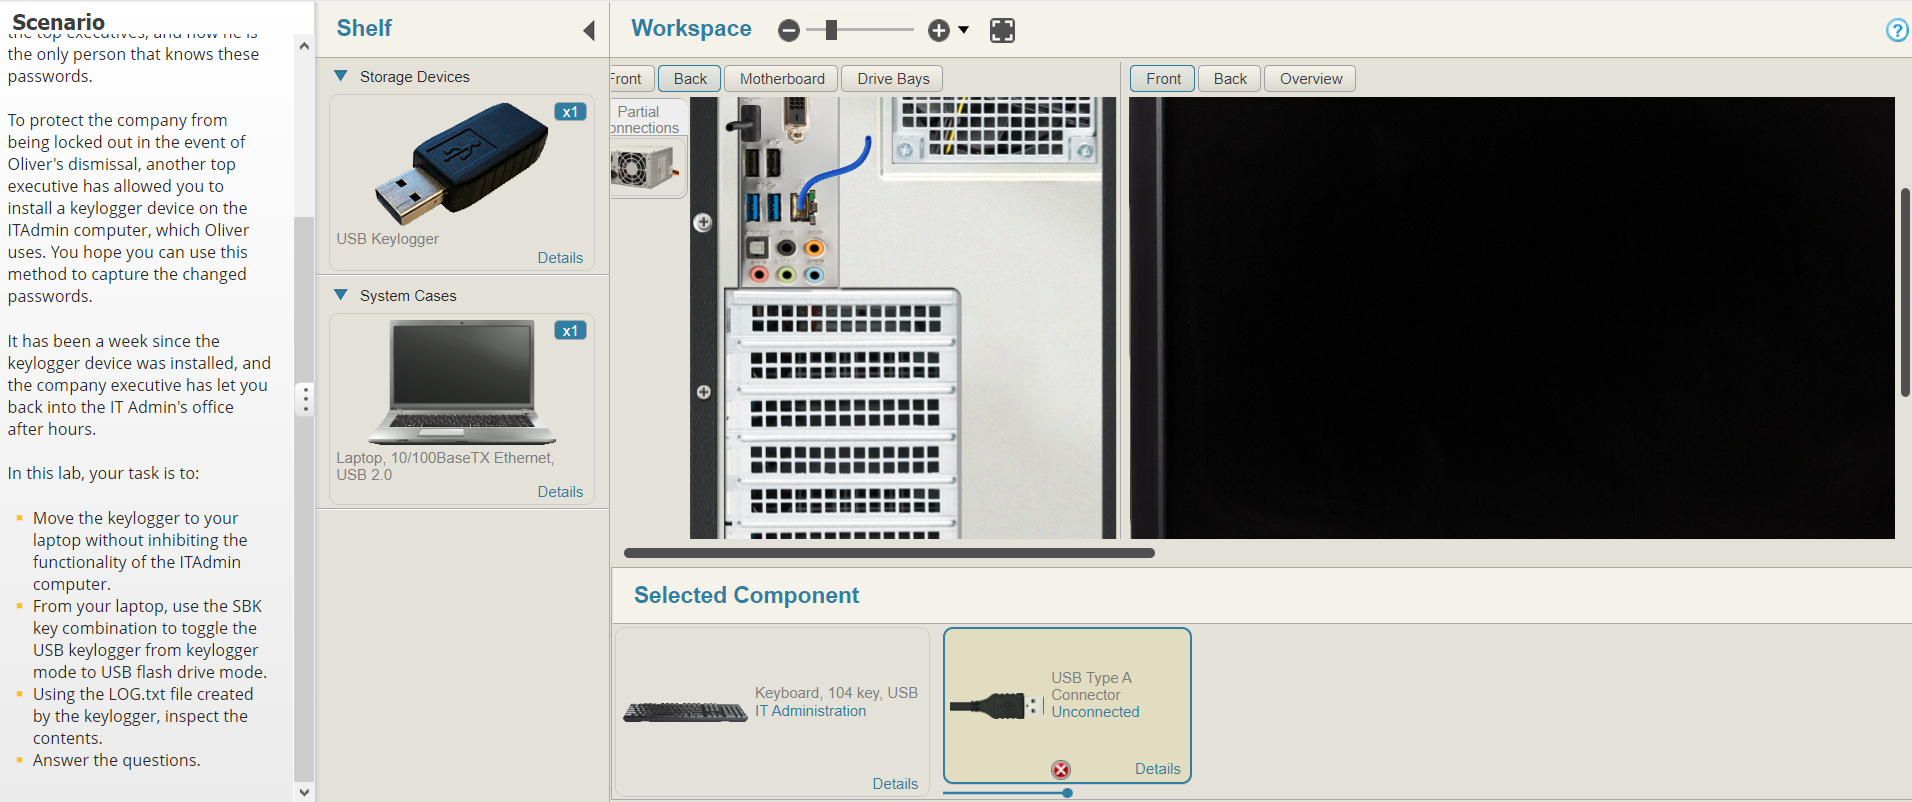 Scenario
the top executives, and now he is
the only person that knows these
passwords.
To protect the company from
being locked out in the event of
Oliver's dismissal, another top
executive has allowed you to
install a keylogger device on the
ITAdmin computer, which Oliver
uses. You hope you can use this
method to capture the changed
passwords.
It has been a week since the
keylogger device was installed, and
the company executive has let you
back into the IT Admin's office
after hours.
In this lab, your task is to:
Move the keylogger to your
laptop without inhibiting the
functionality of the ITAdmin
computer.
From your laptop, use the SBK
key combination to toggle the
USB keylogger from keylogger
mode to USB flash drive mode.
Using the LOG.txt file created
by the keylogger, inspect the
contents.
Answer the questions.
Shelf
Storage Devices
x1
USB Keylogger
Details
System Cases
x1
Laptop, 10/100BaseTX Ethernet,
USB 2.0
Details
Workspace
?
Front Back Motherboard Drive Bays
Partial
onnections
Front Back Overview
Selected Component
Keyboard, 104 key, USB
IT Administration
Details
USB Type A
Connector
Unconnected
Details